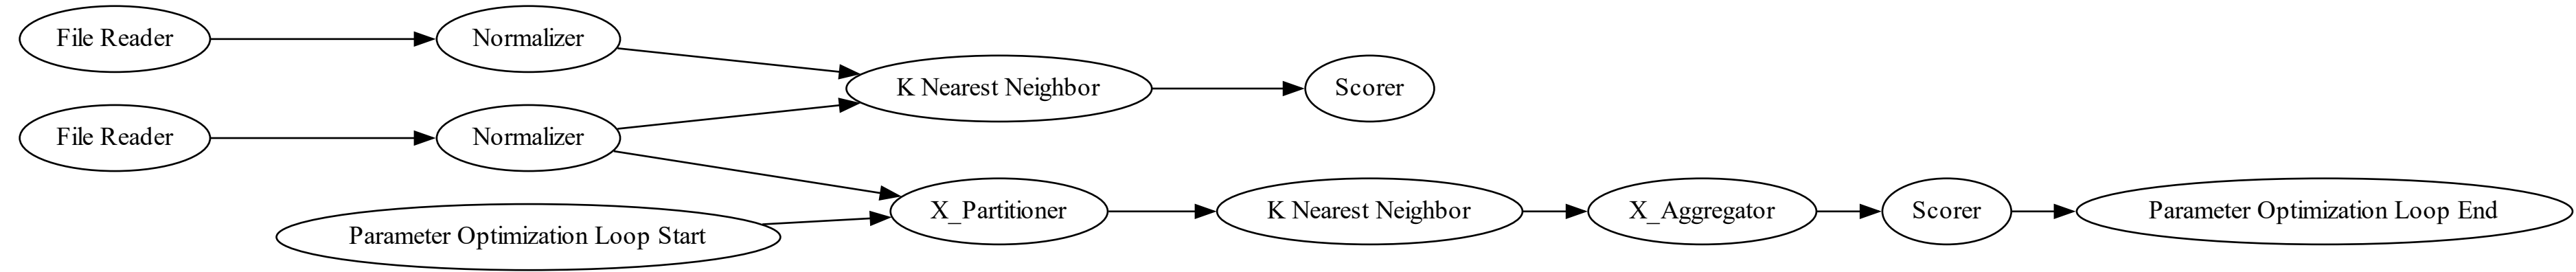 File Reader
Normalizer
K Nearest Neighbor
Scorer
File Reader
Normalizer
X_Partitioner
K Nearest Neighbor
X_Aggregator
Scorer
Parameter Optimization Loop End
Parameter Optimization Loop Start